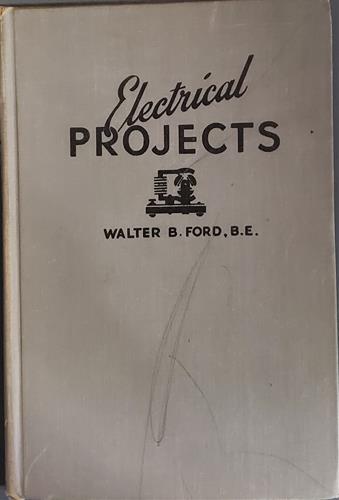 Electrical
PROJECTS
WALTER B. FORD, B.E.